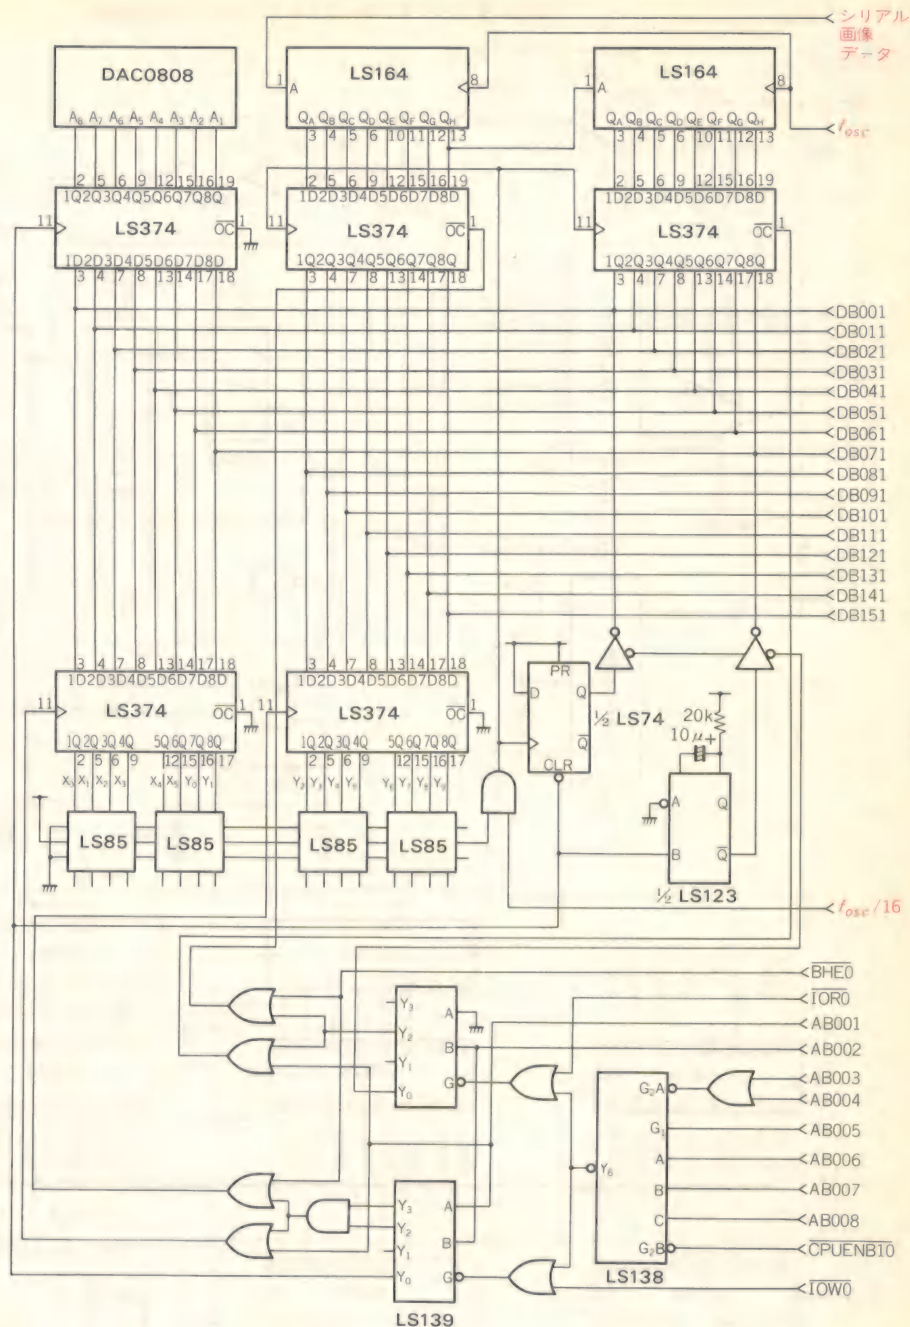 シリアル
画像
データ
DAC0808
LS164
LS164
1
A
8
1
A
8
A8 A7 A6 A5 A4 A3 A2 A1
QA QB QC QD QE QF QG QH
3 4 5 6 10 11 12 13
QA QB QC QD QE QF QG QH
3 4 5 6 10 11 12 13
fosc
2 5 6 9 12 15 16 19
1Q2Q3Q4Q5Q6Q7Q8Q
11
LS374
OC
1
1D2D3D4D5D6D7D8D
3 4 7 8 13 14 17 18
2 5 6 9 12 15 16 19
1D2D3D4D5D6D7D8D
11
LS374
OC
1
1Q2Q3Q4Q5Q6Q7Q8Q
3 4 7 8 13 14 17 18
2 5 6 9 12 15 16 19
1D2D3D4D5D6D7D8D
11
LS374
OC
1
1Q2Q3Q4Q5Q6Q7Q8Q
3 4 7 8 13 14 17 18
DB001
DB011
DB021
DB031
DB041
DB051
DB061
DB071
DB081
DB091
DB101
DB111
DB121
DB131
DB141
DB151
3 4 7 8 13 14 17 18
1D2D3D4D5D6D7D8D
11
LS374
OC
1
1Q2Q3Q4Q 5Q6Q7Q8Q
2 5 6 9 12 15 16 17
X0 X1 X2 X3 X4 X5 Y0 Y1
3 4 7 8 13 14 17 18
1D2D3D4D5D6D7D8D
11
LS374
OC
1
1Q2Q3Q4Q 5Q6Q7Q8Q
2 5 6 9 12 15 16 17
Y2 Y3 Y4 Y5 Y6 Y7 Y8 Y9
LS85
LS85
LS85
LS85
PR
D
Q
Q
CLR
½ LS74
20k
10μ+
A
Q
B
Q
½ LS123
fosc/16
BHE0
IOR0
AB001
AB002
AB003
AB004
AB005
AB006
AB007
AB008
CPUENB10
IOW0
Y3
Y2
Y1
Y0
A
B
G
Y3
Y2
Y1
Y0
A
B
G
LS139
Y6
G2A
G1
A
B
C
G2B
LS138